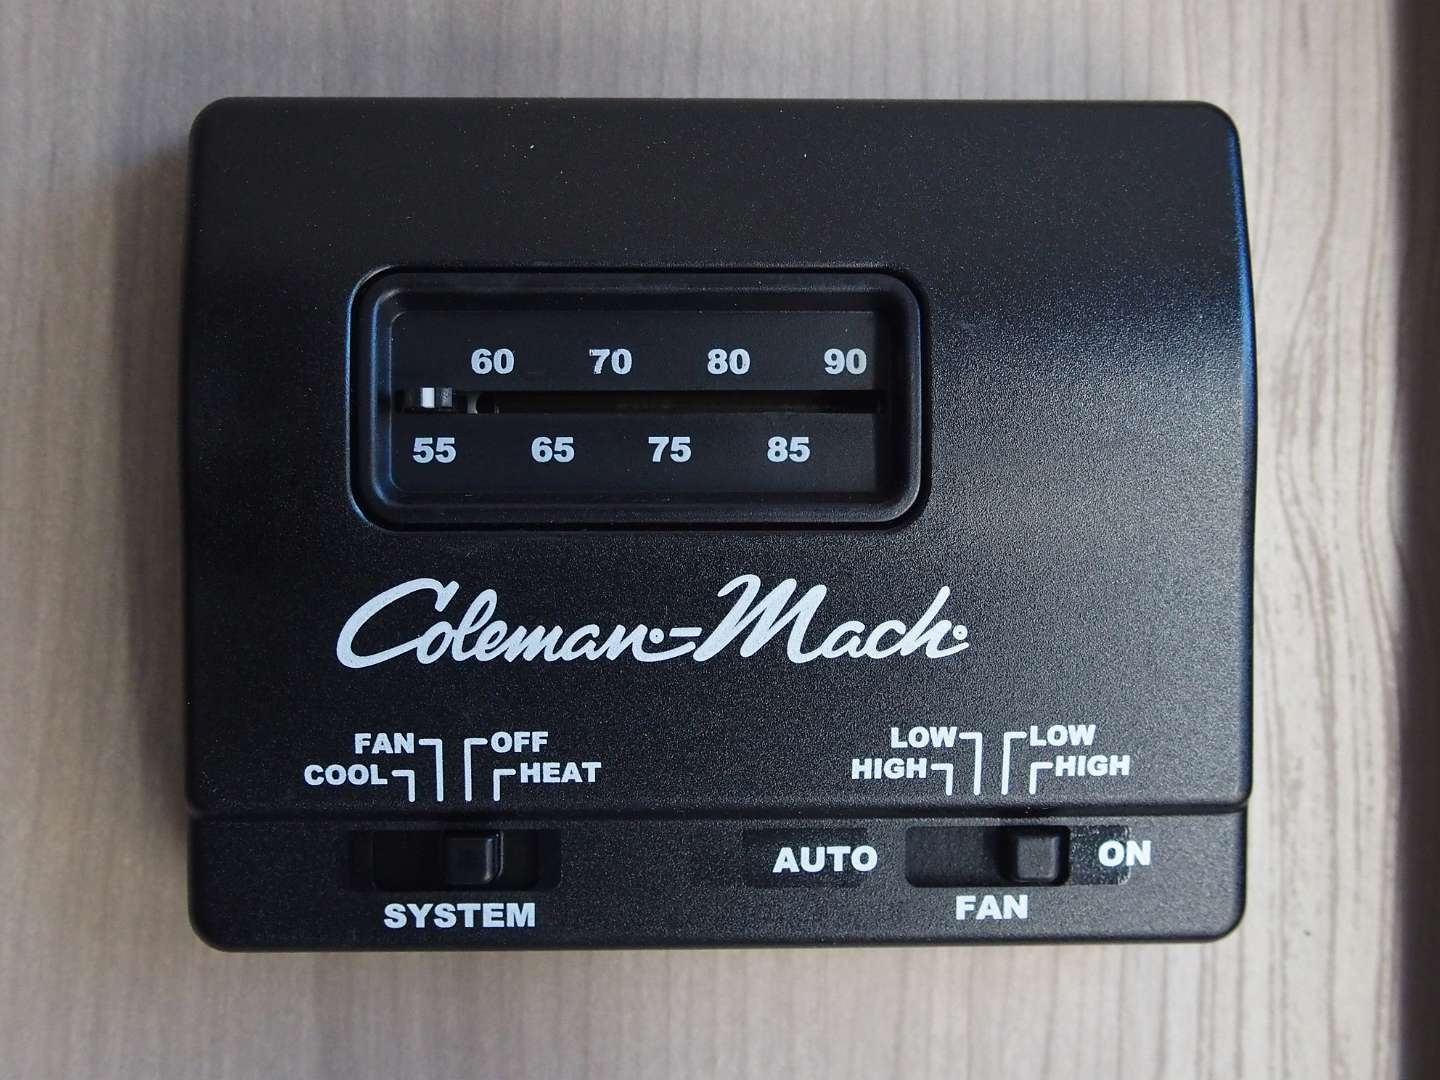 60 70 80 90
55 65 75 85
Coleman-Mach
FAN OFF LOW LOW
COOL HEAT HIGH HIGH
AUTO ON
SYSTEM FAN